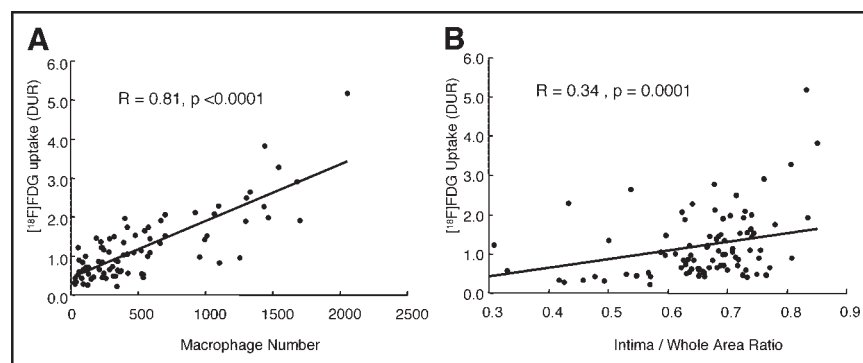 A
B
R = 0.81, p <0.0001
R = 0.34 , p = 0.0001
[¹⁸F]FDG uptake (DUR)
6.0
5.0
4.0
3.0
2.0
1.0
0.0
0 500 1000 1500 2000 2500
Macrophage Number
[¹⁸F]FDG Uptake (DUR)
6.0
5.0
4.0
3.0
2.0
1.0
0.0
0.3 0.4 0.5 0.6 0.7 0.8 0.9
Intima / Whole Area Ratio